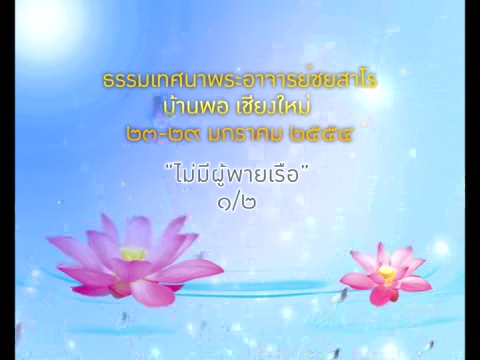 ธรรมเทศนาพระอาจารย์ชยสาโร
บ้านพอ เชียงใหม่
๒๓-๒๙ มกราคม ๒๕๕๔
“ไม่มีผู้พายเรือ”
๑/๒